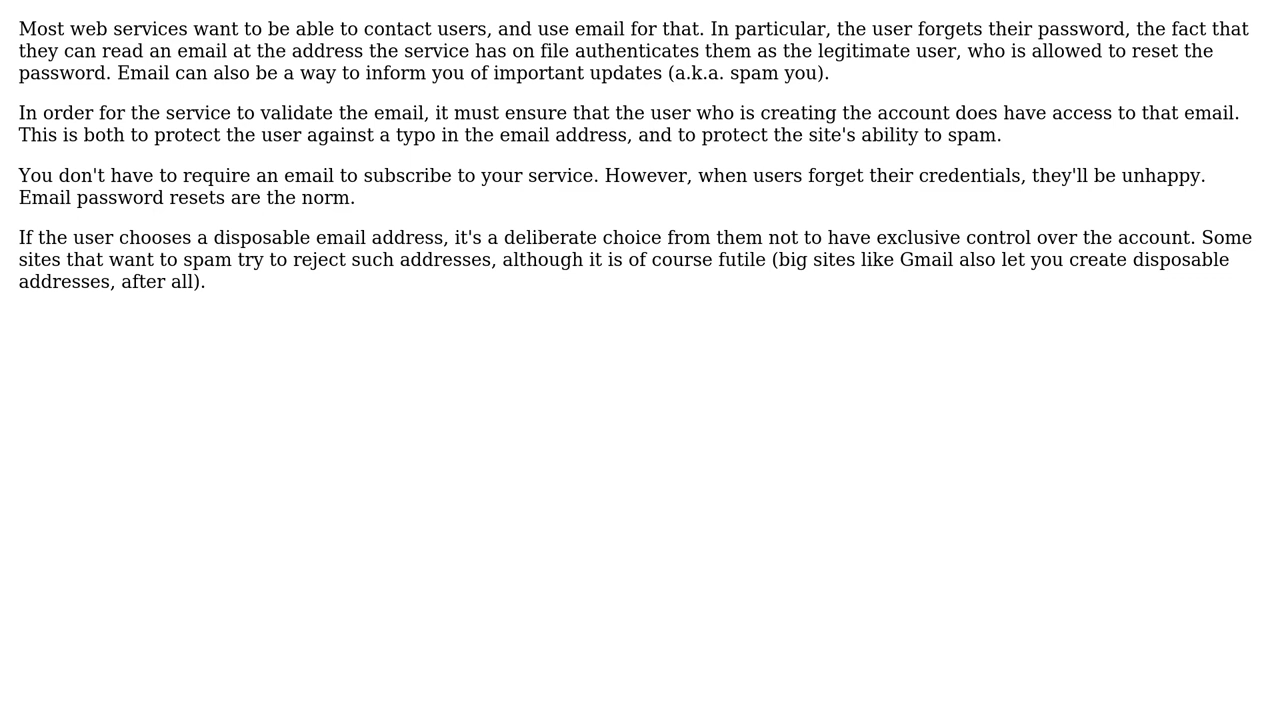 Most web services want to be able to contact users, and use email for that. In particular, the user forgets their password, the fact that
they can read an email at the address the service has on file authenticates them as the legitimate user, who is allowed to reset the
password. Email can also be a way to inform you of important updates (a.k.a. spam you).
In order for the service to validate the email, it must ensure that the user who is creating the account does have access to that email.
This is both to protect the user against a typo in the email address, and to protect the site's ability to spam.
You don't have to require an email to subscribe to your service. However, when users forget their credentials, they'll be unhappy.
Email password resets are the norm.
If the user chooses a disposable email address, it's a deliberate choice from them not to have exclusive control over the account. Some
sites that want to spam try to reject such addresses, although it is of course futile (big sites like Gmail also let you create disposable
addresses, after all).